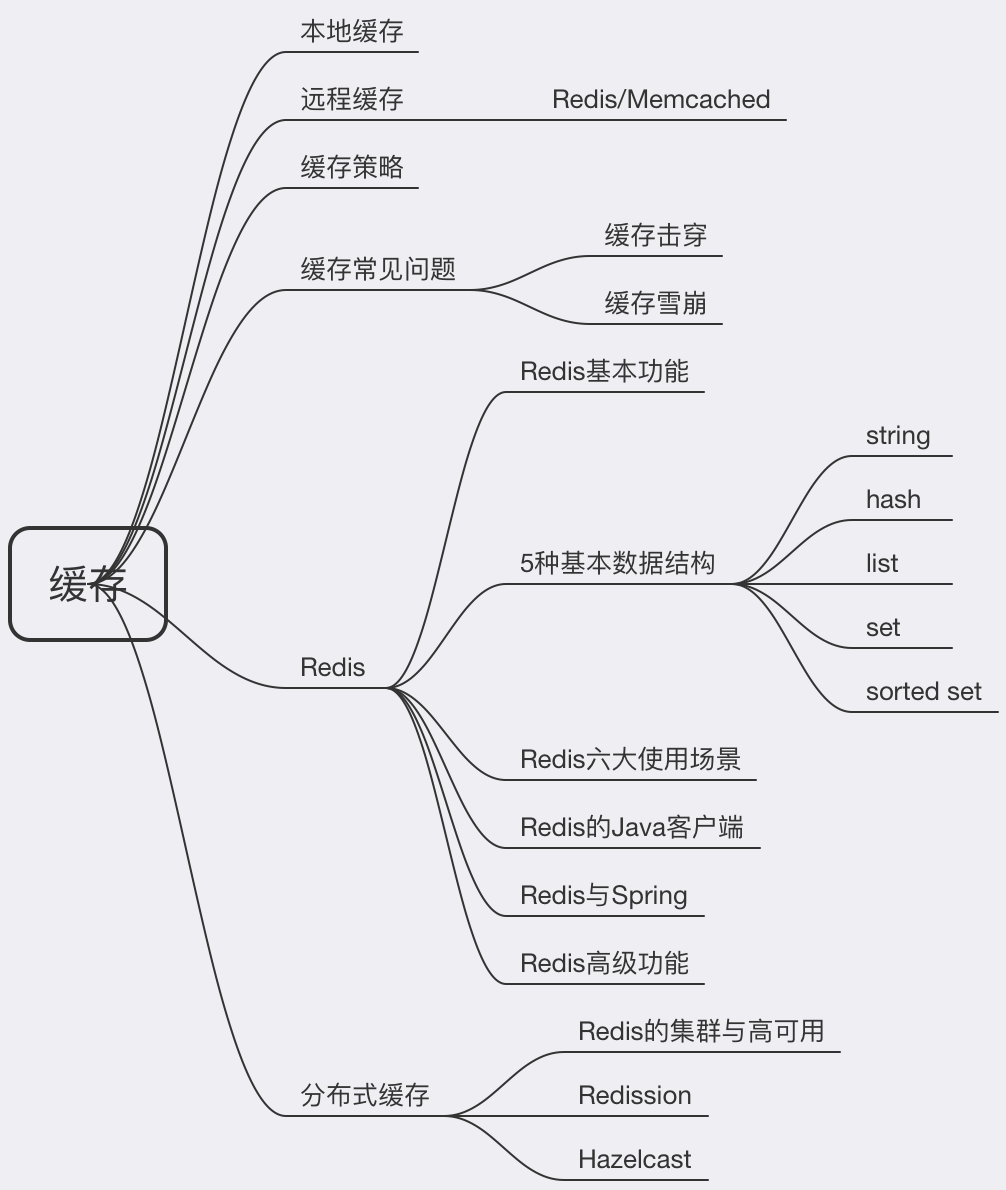 本地缓存
远程缓存
Redis/Memcached
缓存策略
缓存常见问题
缓存击穿
缓存雪崩
缓存
Redis
Redis基本功能
5种基本数据结构
string
hash
list
set
sorted set
Redis六大使用场景
Redis的Java客户端
Redis与Spring
Redis高级功能
分布式缓存
Redis的集群与高可用
Redission
Hazelcast